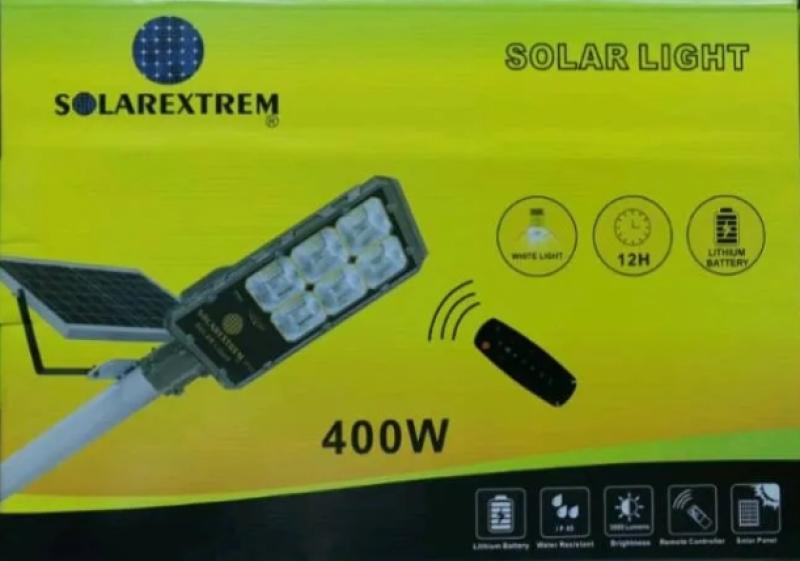 SOLAR LIGHT
SOLAREXTREM
®
WHITE LIGHT
12H
LITHIUM
BATTERY
SOLAREXTREM
400W
Lithium Battery
Water Resistant
Brightness
Remote Controller
Solar Panel